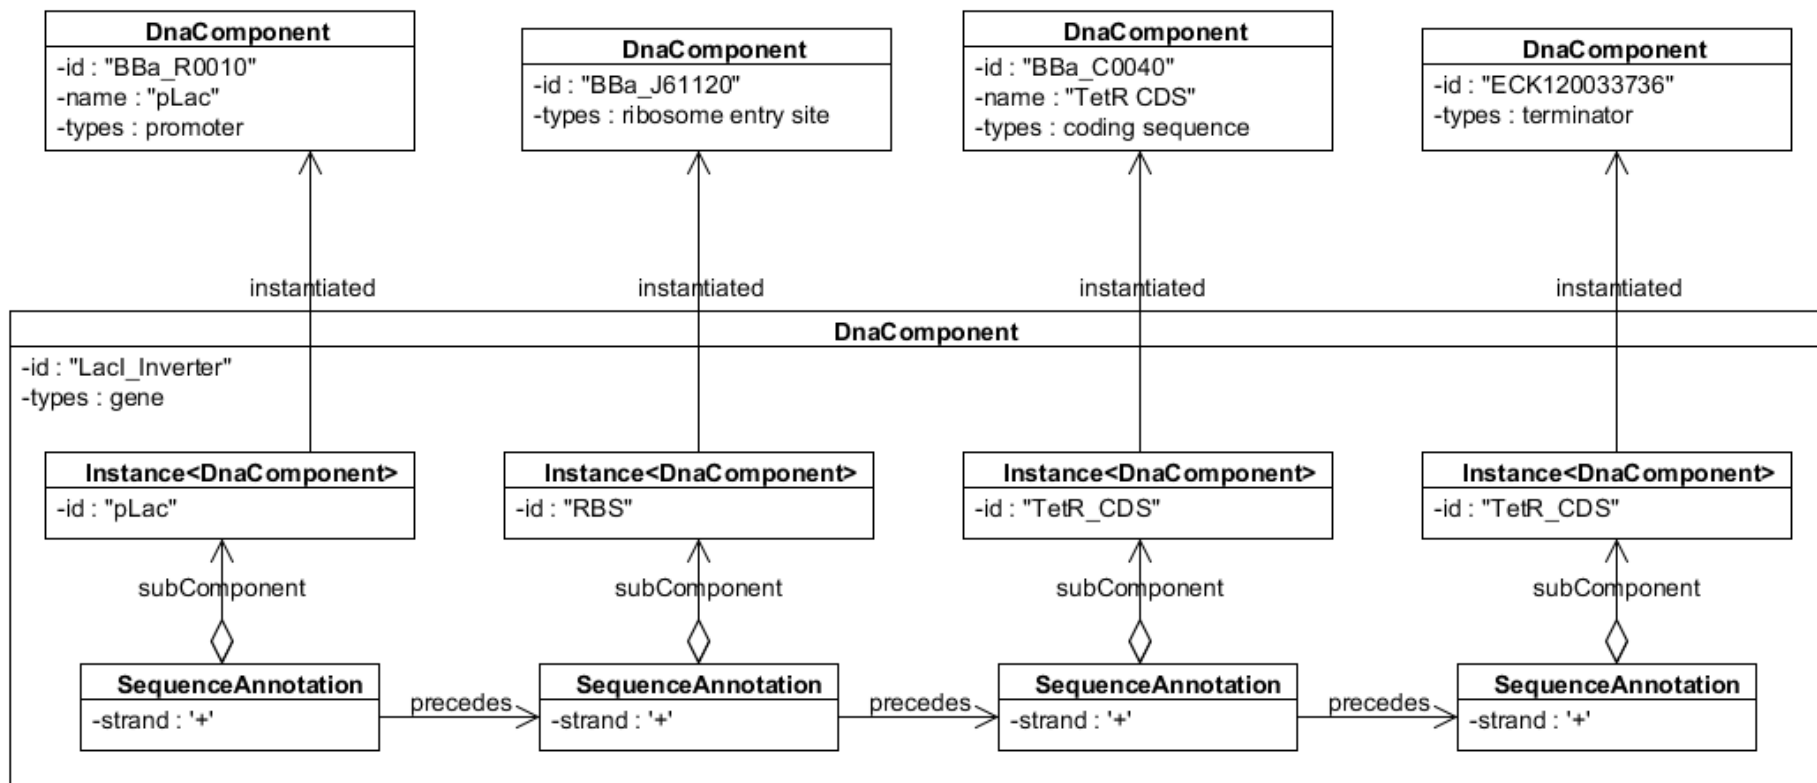 DnaComponent
-id : "BBa_R0010"
-name : "pLac"
-types : promoter
DnaComponent
-id : "BBa_J61120"
-types : ribosome entry site
DnaComponent
-id : "BBa_C0040"
-name : "TetR CDS"
-types : coding sequence
DnaComponent
-id : "ECK120033736"
-types : terminator
instantiated
instantiated
instantiated
instantiated
DnaComponent
-id : "LacI_Inverter"
-types : gene
Instance<DnaComponent>
-id : "pLac"
Instance<DnaComponent>
-id : "RBS"
Instance<DnaComponent>
-id : "TetR_CDS"
Instance<DnaComponent>
-id : "TetR_CDS"
subComponent
subComponent
subComponent
subComponent
SequenceAnnotation
-strand : '+'
precedes
SequenceAnnotation
-strand : '+'
precedes
SequenceAnnotation
-strand : '+'
precedes
SequenceAnnotation
-strand : '+'